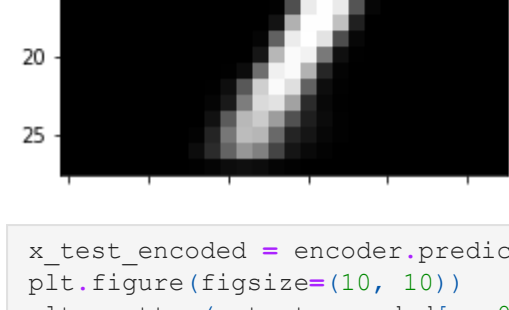 20
25
x_test_encoded = encoder.predic
plt.figure(figsize=(10, 10))